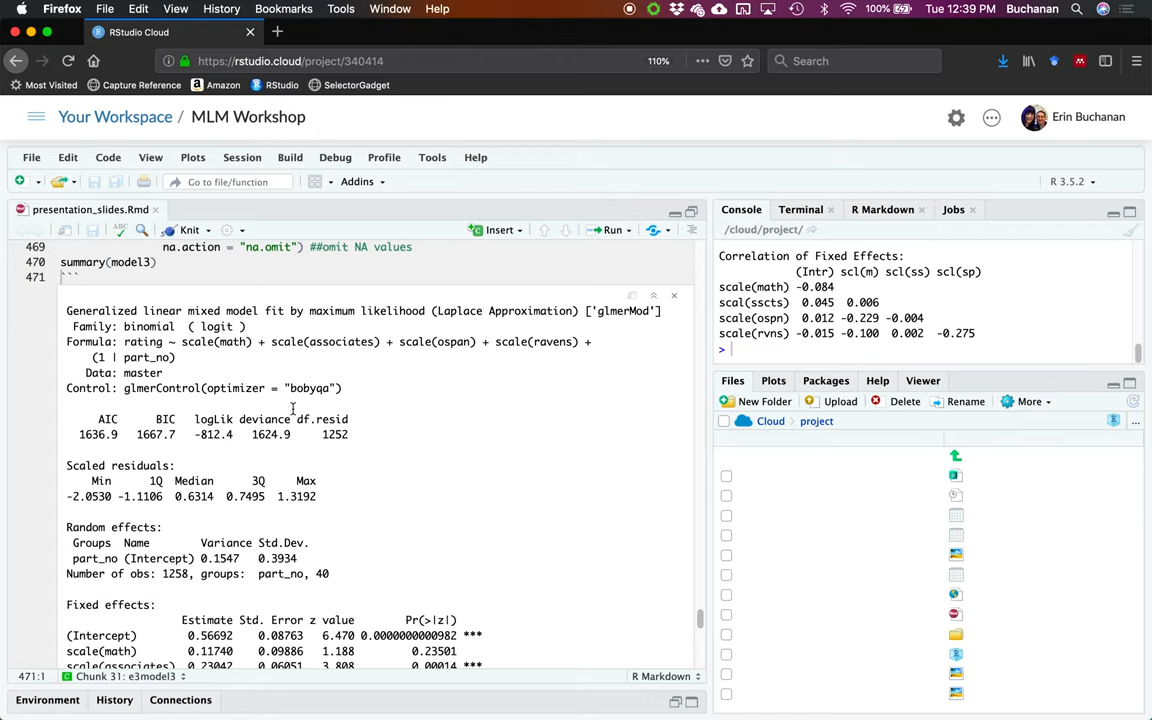 Firefox File Edit View History Bookmarks Tools Window Help 100% Tue 12:39 PM Buchanan
RStudio Cloud
https://rstudio.cloud/project/340414 110% Search
Most Visited Capture Reference Amazon RStudio SelectorGadget
Your Workspace / MLM Workshop Erin Buchanan
File Edit Code View Plots Session Build Debug Profile Tools Help
Go to file/function Addins R 3.5.2
presentation_slides.Rmd
Knit Insert Run
469 na.action = "na.omit") ##omit NA values
470 summary(model3)
471 ```
Generalized linear mixed model fit by maximum likelihood (Laplace Approximation) ['glmerMod']
Family: binomial ( logit )
Formula: rating ~ scale(math) + scale(associates) + scale(ospan) + scale(ravens) +
(1 | part_no)
Data: master
Control: glmerControl(optimizer = "bobyqa")
AIC BIC logLik deviance df.resid
1636.9 1667.7 -812.4 1624.9 1252
Scaled residuals:
Min 1Q Median 3Q Max
-2.0530 -1.1106 0.6314 0.7495 1.3192
Random effects:
Groups Name Variance Std.Dev.
part_no (Intercept) 0.1547 0.3934
Number of obs: 1258, groups: part_no, 40
Fixed effects:
Estimate Std. Error z value Pr(>|z|)
(Intercept) 0.56692 0.08763 6.470 0.0000000000982 ***
scale(math) 0.11740 0.09886 1.188 0.23501
scale(associates) 0.23042 0.06051 3.808 0.00014 ***
471:1 Chunk 31: e3model3 R Markdown
Environment History Connections
Console Terminal R Markdown Jobs
/cloud/project/
Correlation of Fixed Effects:
(Intr) scl(m) scl(ss) scl(sp)
scale(math) -0.084
scal(sscts) 0.045 0.006
scale(ospn) 0.012 -0.229 -0.004
scale(rvns) -0.015 -0.100 0.002 -0.275
>
Files Plots Packages Help Viewer
New Folder Upload Delete Rename More
Cloud project ...